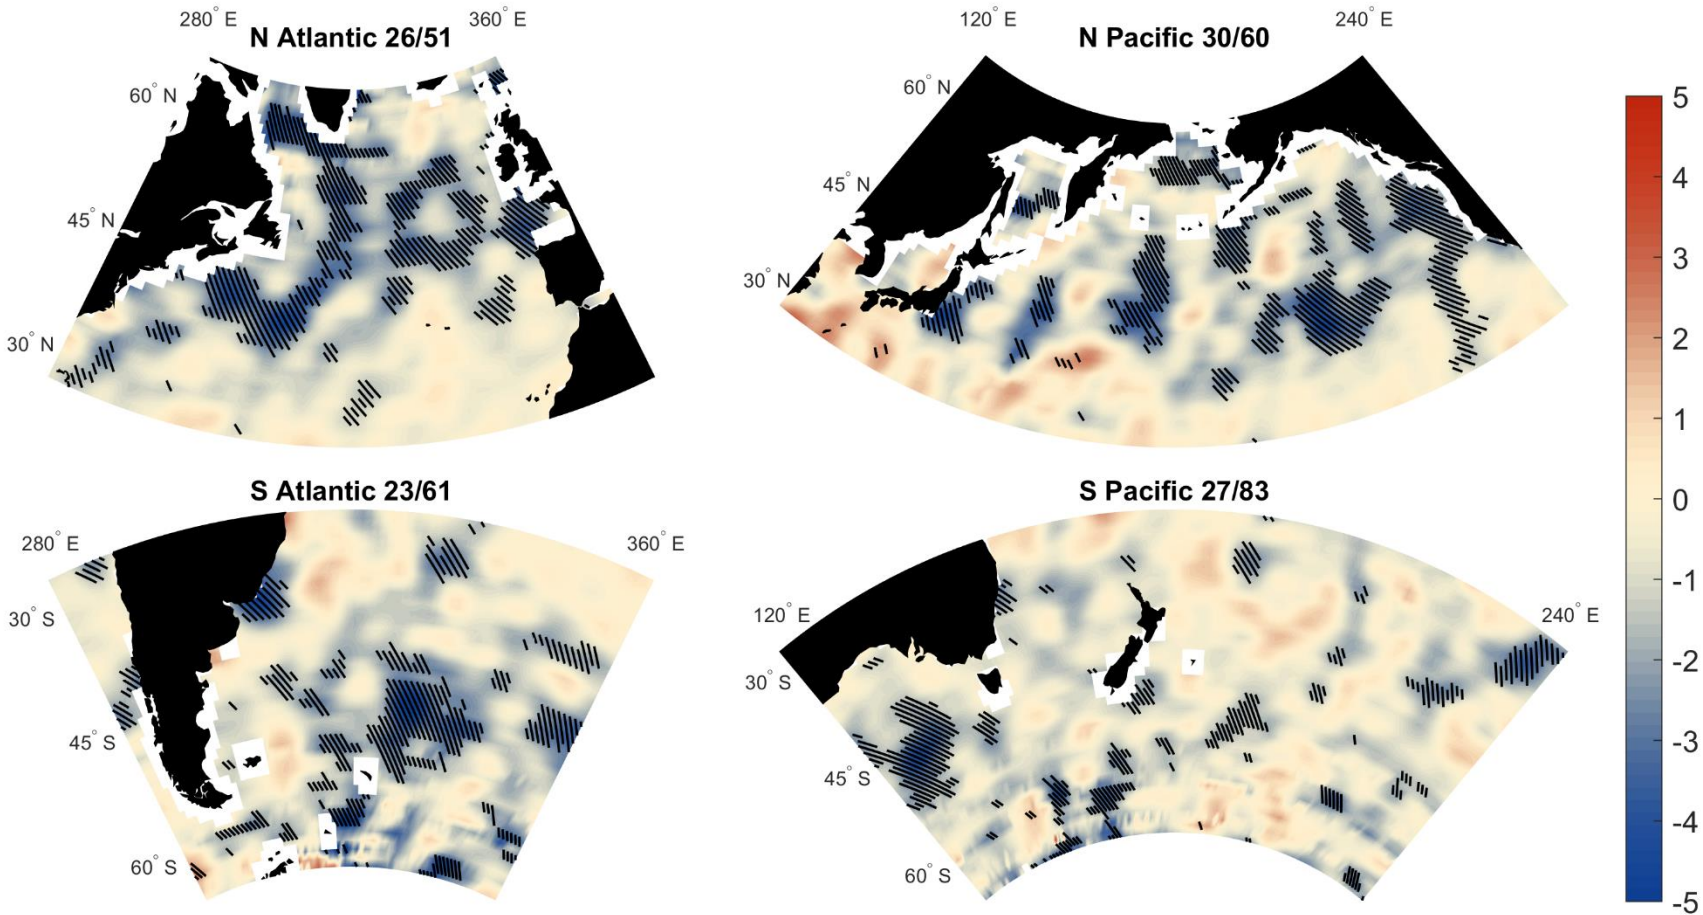 280° E
360° E
N Atlantic 26/51
60° N
45° N
30° N
120° E
240° E
N Pacific 30/60
60° N
45° N
30° N
S Atlantic 23/61
280° E
360° E
30° S
45° S
60° S
S Pacific 27/83
120° E
240° E
30° S
45° S
60° S
5
4
3
2
1
0
-1
-2
-3
-4
-5